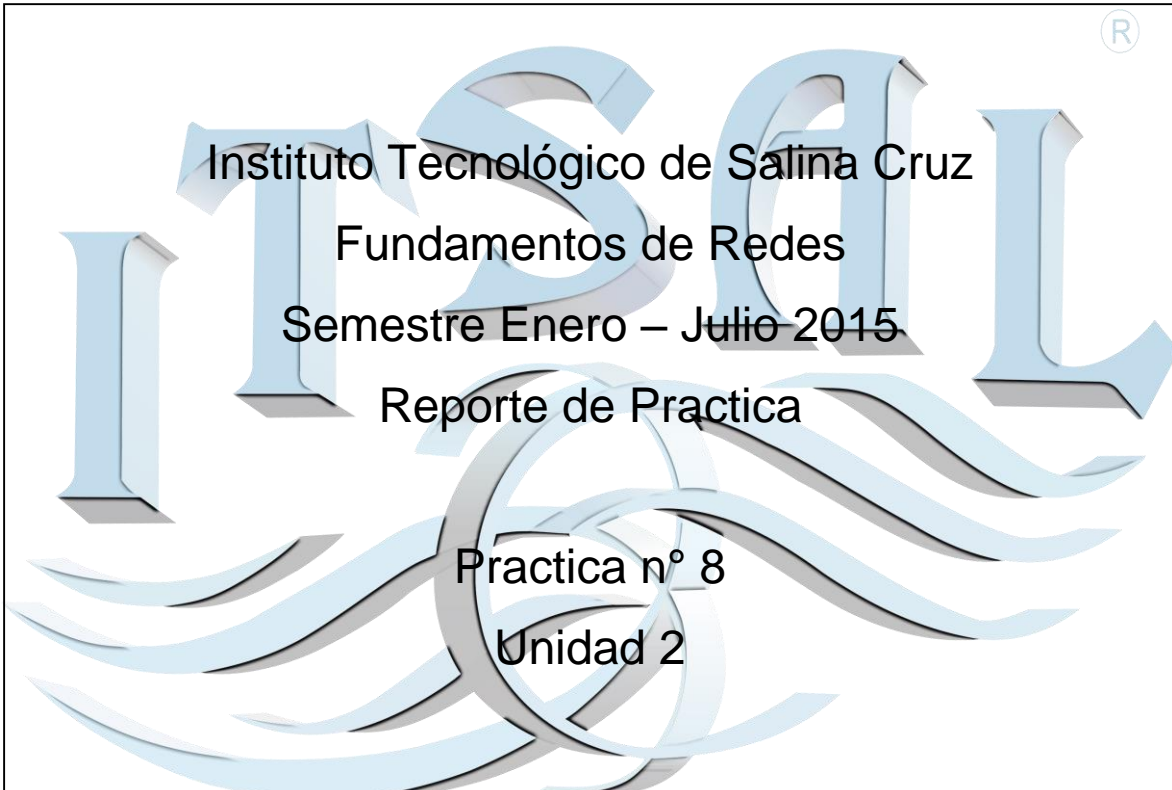 ®
ITSAL
Instituto Tecnológico de Salina Cruz
Fundamentos de Redes
Semestre Enero – Julio 2015
Reporte de Practica
Practica n° 8
Unidad 2